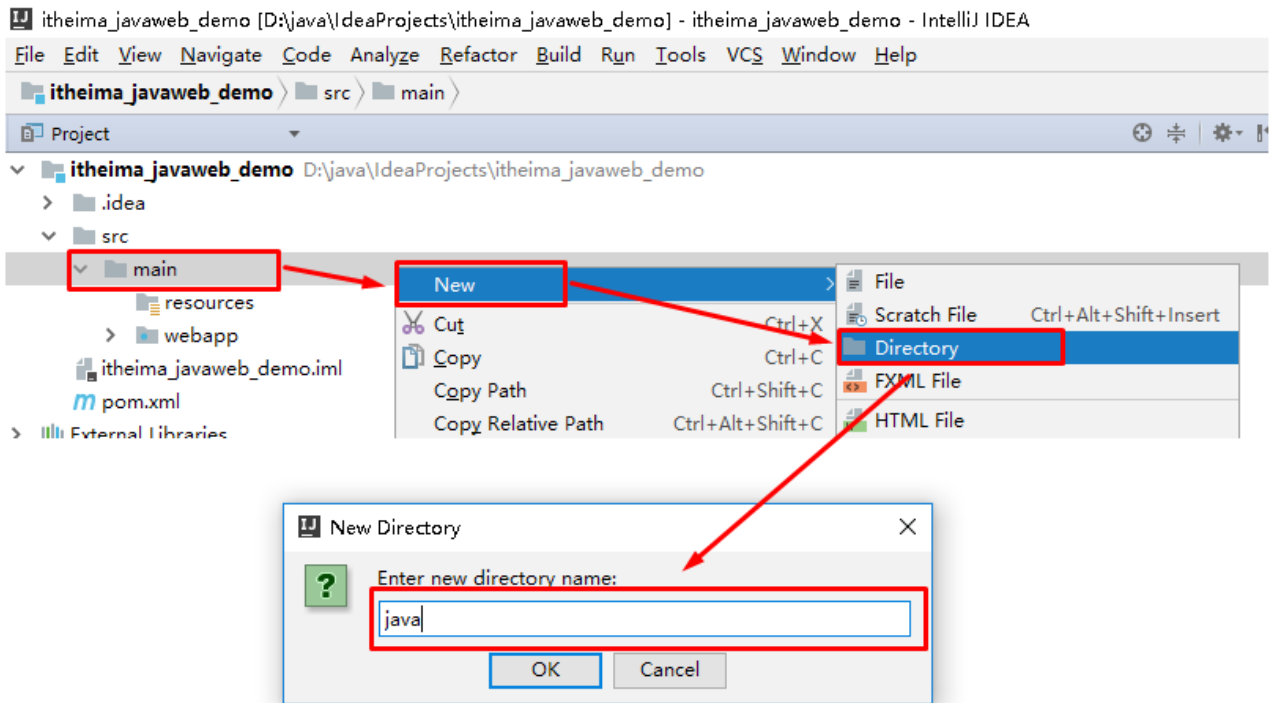 itheima_javaweb_demo [D:\java\IdeaProjects\itheima_javaweb_demo] - itheima_javaweb_demo - IntelliJ IDEA
File Edit View Navigate Code Analyze Refactor Build Run Tools VCS Window Help
itheima_javaweb_demo src main
Project
itheima_javaweb_demo D:\java\IdeaProjects\itheima_javaweb_demo
.idea
src
main
resources
webapp
itheima_javaweb_demo.iml
pom.xml
External Libraries
New
Cut Ctrl+X
Copy Ctrl+C
Copy Path Ctrl+Shift+C
Copy Relative Path Ctrl+Alt+Shift+C
File
Scratch File Ctrl+Alt+Shift+Insert
Directory
FXML File
HTML File
New Directory
Enter new directory name:
java
OK Cancel